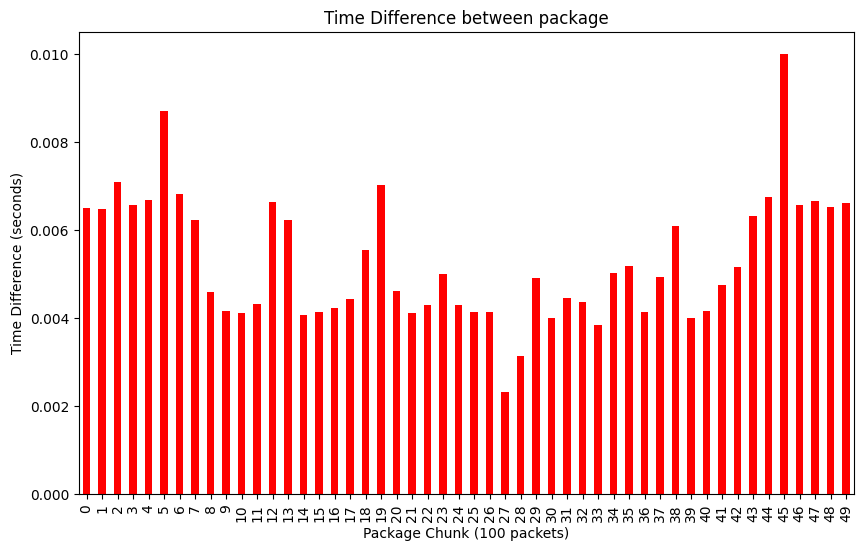 Time Difference between package
Time Difference (seconds)
0.010
0.008
0.006
0.004
0.002
0.000
0 1 2 3 4 5 6 7 8 9 10 11 12 13 14 15 16 17 18 19 20 21 22 23 24 25 26 27 28 29 30 31 32 33 34 35 36 37 38 39 40 41 42 43 44 45 46 47 48 49
Package Chunk (100 packets)